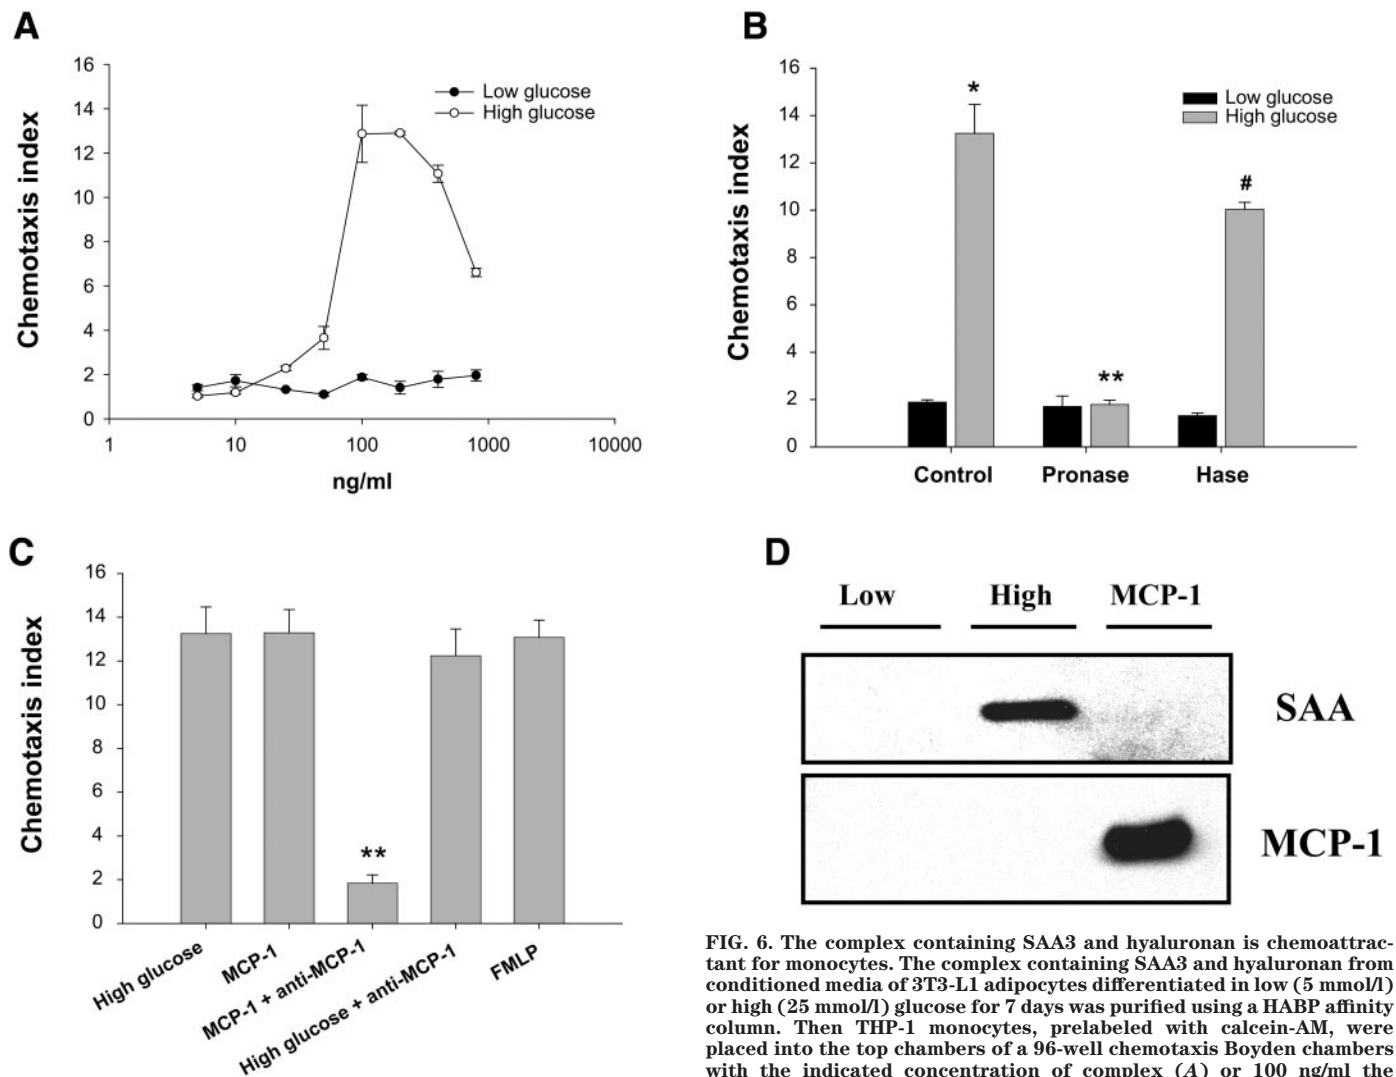 A
Chemotaxis index
16
14
12
10
8
6
4
2
0
1
10
100
1000
10000
ng/ml
Low glucose
High glucose
B
Chemotaxis index
16
14
12
10
8
6
4
2
0
Low glucose
High glucose
*
**
#
Control
Pronase
Hase
C
Chemotaxis index
16
14
12
10
8
6
4
2
0
**
High glucose
MCP-1
MCP-1 + anti-MCP-1
High glucose + anti-MCP-1
FMLP
D
Low
High
MCP-1
SAA
MCP-1
FIG. 6. The complex containing SAA3 and hyaluronan is chemoattrac-
tant for monocytes. The complex containing SAA3 and hyaluronan from
conditioned media of 3T3-L1 adipocytes differentiated in low (5 mmol/l)
or high (25 mmol/l) glucose for 7 days was purified using a HABP affinity
column. Then THP-1 monocytes, prelabeled with calcein-AM, were
placed into the top chambers of a 96-well chemotaxis Boyden chambers
with the indicated concentration of complex (A) or 100 ng/ml the